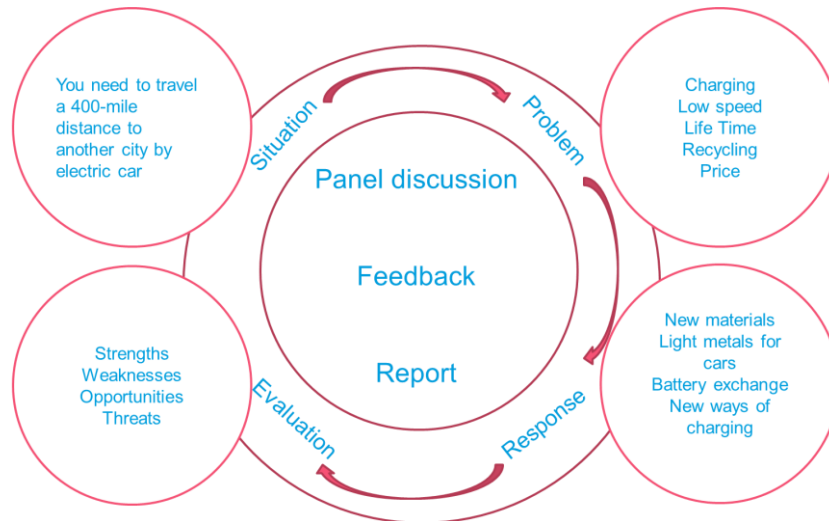 You need to travel
a 400-mile
distance to
another city by
electric car
Situation
Problem
Charging
Low speed
Life Time
Recycling
Price
Panel discussion
Feedback
Report
Strengths
Weaknesses
Opportunities
Threats
Evaluation
Response
New materials
Light metals for
cars
Battery exchange
New ways of
charging